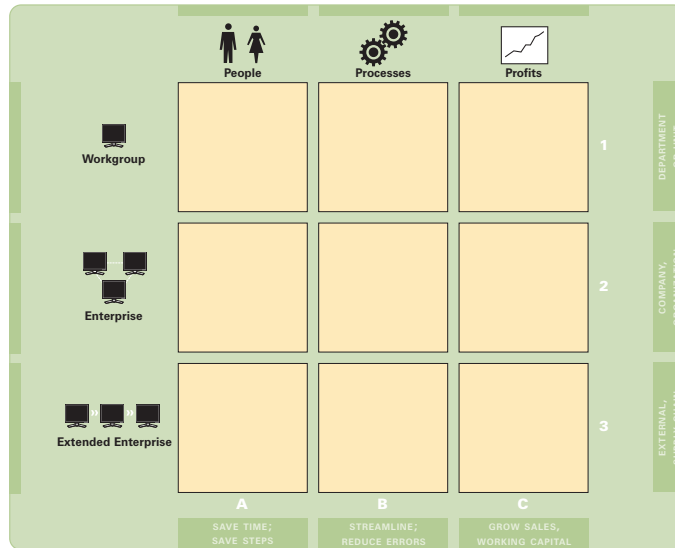 People
Processes
Profits
Workgroup
1
DEPARTMENT
Enterprise
2
COMPANY,
Extended Enterprise
3
EXTERNAL,
A
B
C
SAVE TIME;
SAVE STEPS
STREAMLINE;
REDUCE ERRORS
GROW SALES,
WORKING CAPITAL